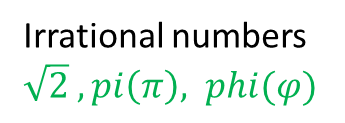 Irrational numbers
√2 , pi(π), phi(φ)